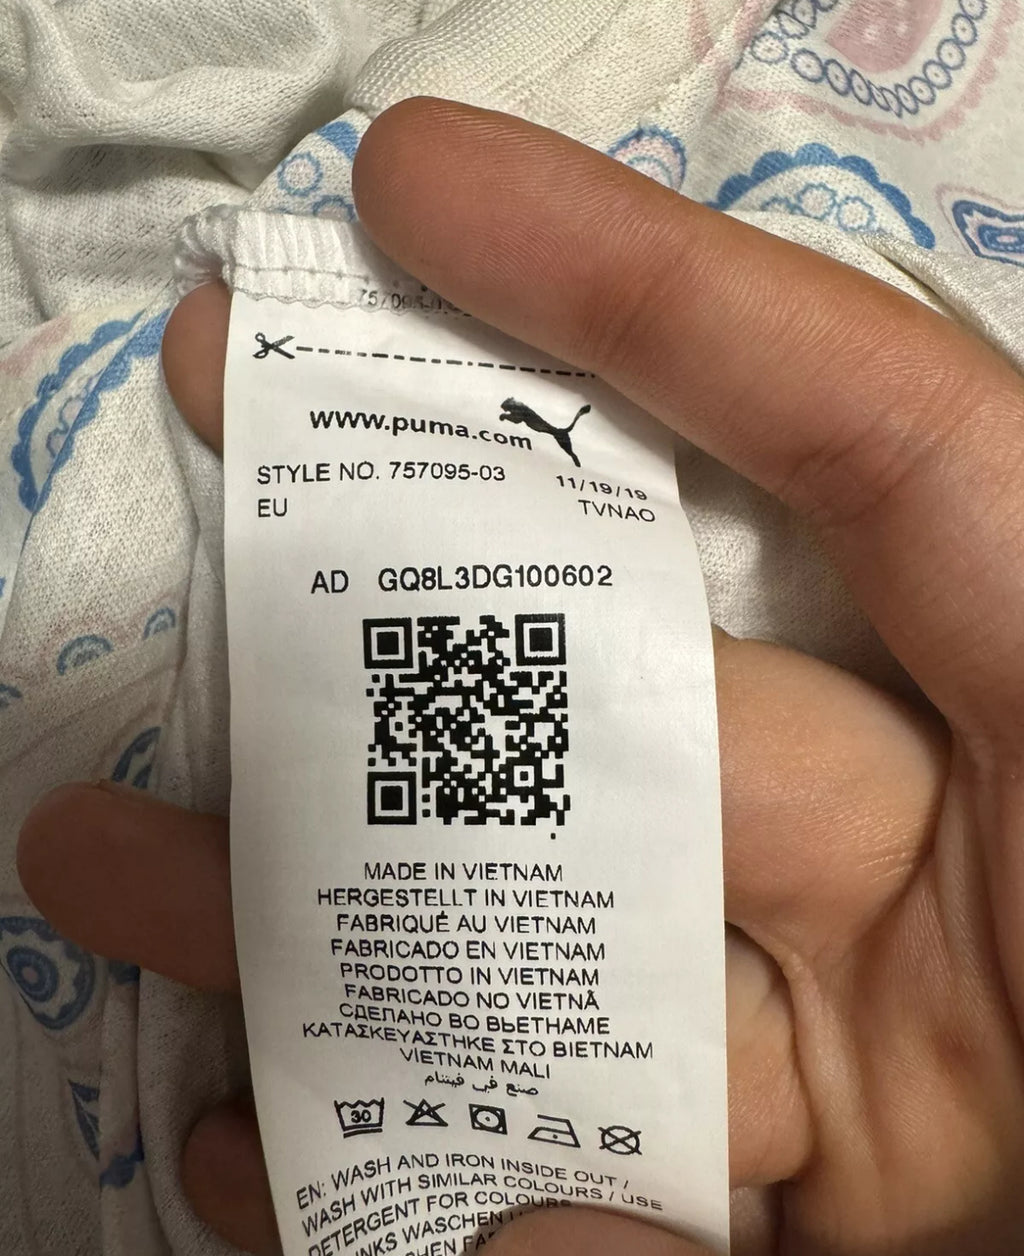 www.puma.com
STYLE NO. 757095-03
11/19/19
EU
TVNAO
AD GQ8L3DG100602
MADE IN VIETNAM
HERGESTELLT IN VIETNAM
FABRIQUÉ AU VIETNAM
FABRICADO EN VIETNAM
PRODOTTO IN VIETNAM
FABRICADO NO VIETNÃ
СДЕЛАНО ВО ВЬЕТНАМЕ
ΚΑΤΑΣΚΕΥΑΣΤΗΚΕ ΣΤΟ ΒΙΕΤΝΑΜ
VIETNAM MALI
صنع في فيتنام
30
EN: WASH AND IRON INSIDE OUT /
WASH WITH SIMILAR COLOURS / USE
DETERGENT FOR COLOURS
WASCHEN